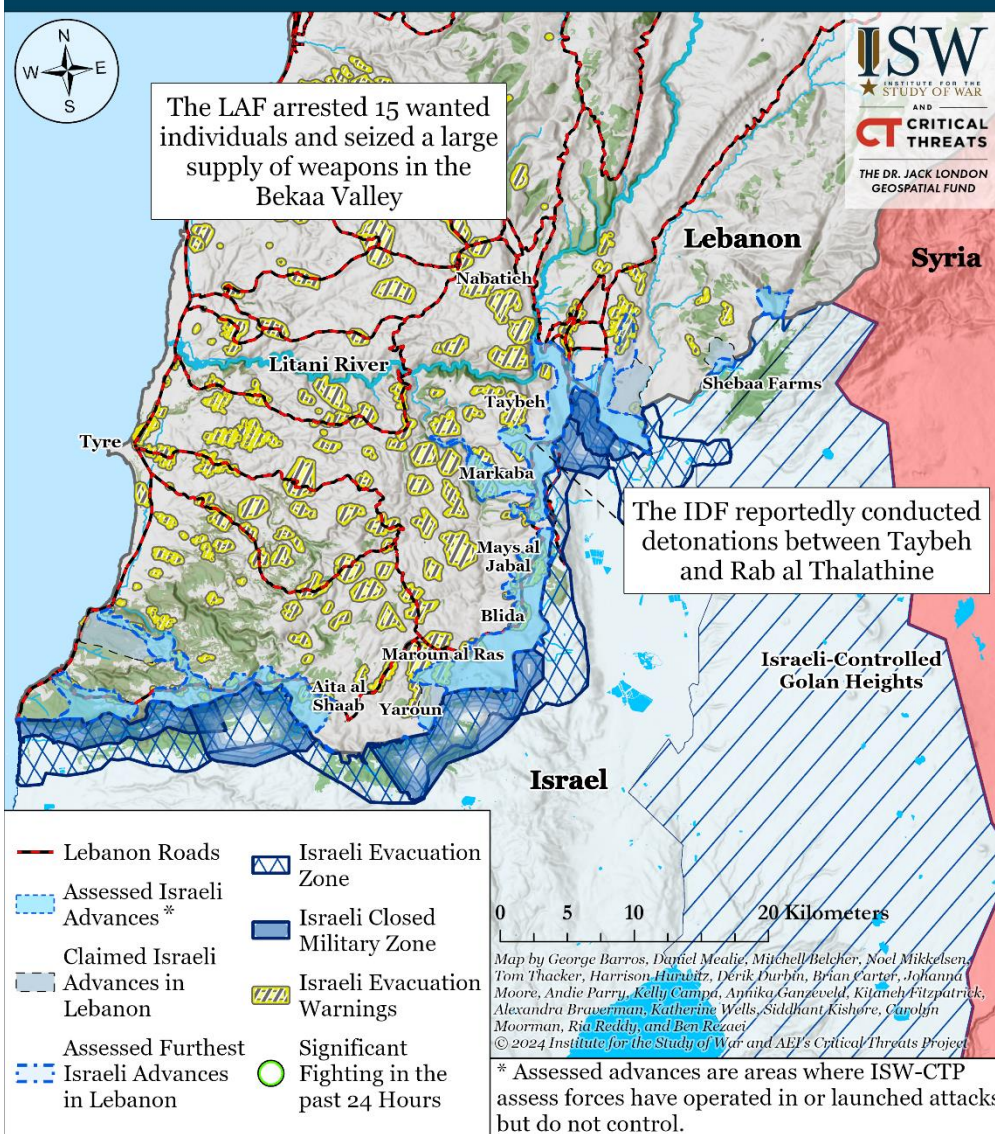 N
W E
S
ISW
INSTITUTE FOR THE
STUDY OF WAR
AND
CT CRITICAL
THREATS
THE DR. JACK LONDON
GEOSPATIAL FUND
The LAF arrested 15 wanted
individuals and seized a large
supply of weapons in the
Bekaa Valley
Lebanon
Syria
Nabatieh
Litani River
Shebaa Farms
Taybeh
Tyre
Markaba
The IDF reportedly conducted
detonations between Taybeh
and Rab al Thalathine
Mays al
Jabal
Blida
Maroun al Ras
Israeli-Controlled
Golan Heights
Aita al
Shaab
Yaroun
Israel
Lebanon Roads
Assessed Israeli
Advances *
Claimed Israeli
Advances in
Lebanon
Assessed Furthest
Israeli Advances
in Lebanon
Israeli Evacuation
Zone
Israeli Closed
Military Zone
Israeli Evacuation
Warnings
Significant
Fighting in the
past 24 Hours
0 5 10 20 Kilometers
Map by George Barros, Daniel Mealie, Mitchell Belcher, Noel Mikkelsen,
Tom Thacker, Harrison Hurwitz, Derik Durbin, Brian Carter, Johanna
Moore, Andie Parry, Kelly Campa, Annika Ganzeveld, Kitaneh Fitzpatrick,
Alexandra Braverman, Katherine Wells, Siddhant Kishore, Carolyn
Moorman, Ria Reddy, and Ben Rezaei
© 2024 Institute for the Study of War and AEI's Critical Threats Project
* Assessed advances are areas where ISW-CTP
assess forces have operated in or launched attacks
but do not control.